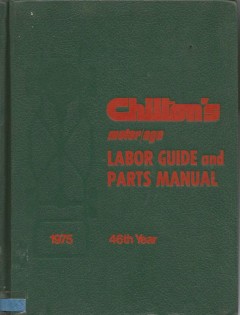 Chilton's
motor/age
LABOR GUIDE and
PARTS MANUAL
1975 46th Year